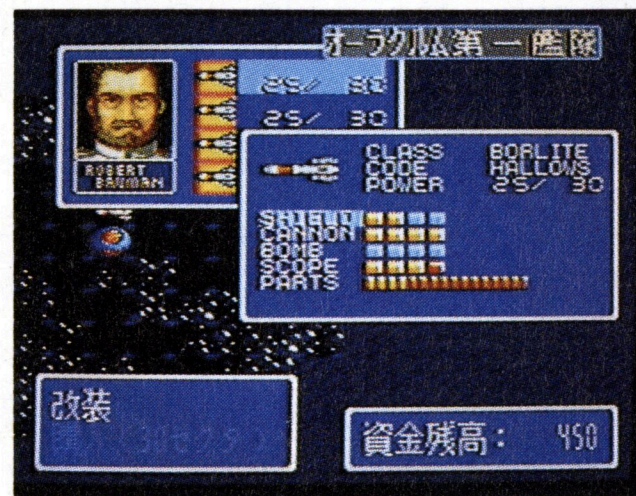 オーラクルム第一艦隊
25/ 30
25/ 30
ROBERT
BAUMAN
CLASS BORLITE
CODE HALLOWS
POWER 25/ 30
SHIELD
CANNON
BOMB
SCOPE
PARTS
改装
資金残高： 450